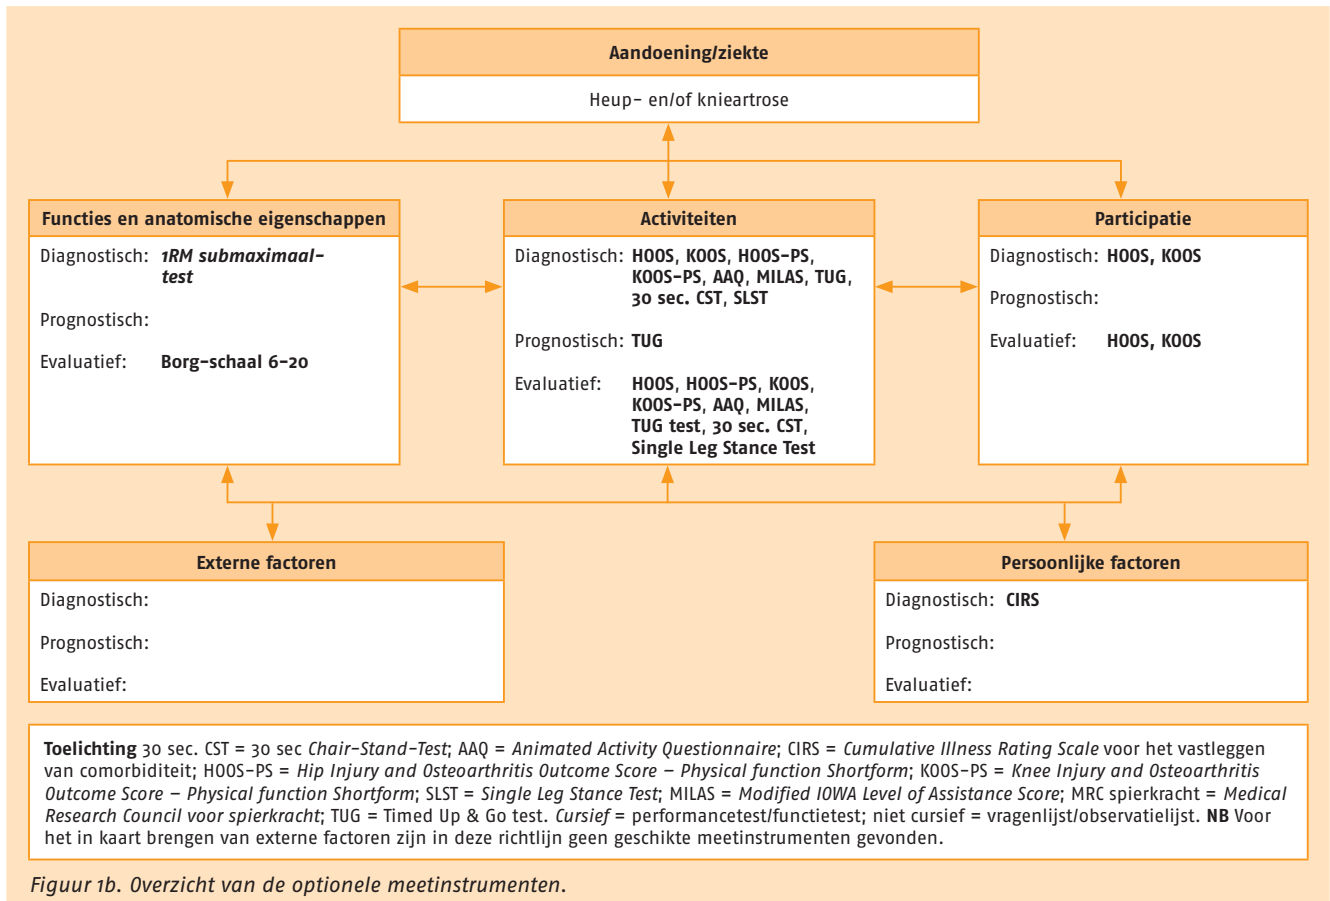 Aandoening/ziekte
Heup- en/of knieartrose
Functies en anatomische eigenschappen
Diagnostisch: 1RM submaximaal-
test
Prognostisch:
Evaluatief: Borg-schaal 6-20
Activiteiten
Diagnostisch: HOOS, KOOS, HOOS-PS,
KOOS-PS, AAQ, MILAS, TUG,
30 sec. CST, SLST
Prognostisch: TUG
Evaluatief: HOOS, HOOS-PS, KOOS,
KOOS-PS, AAQ, MILAS,
TUG test, 30 sec. CST,
Single Leg Stance Test
Participatie
Diagnostisch: HOOS, KOOS
Prognostisch:
Evaluatief: HOOS, KOOS
Externe factoren
Diagnostisch:
Prognostisch:
Evaluatief:
Persoonlijke factoren
Diagnostisch: CIRS
Prognostisch:
Evaluatief:
Toelichting 30 sec. CST = 30 sec Chair-Stand-Test; AAQ = Animated Activity Questionnaire; CIRS = Cumulative Illness Rating Scale voor het vastleggen
van comorbiditeit; HOOS-PS = Hip Injury and Osteoarthritis Outcome Score – Physical function Shortform; KOOS-PS = Knee Injury and Osteoarthritis
Outcome Score – Physical function Shortform; SLST = Single Leg Stance Test; MILAS = Modified IOWA Level of Assistance Score; MRC spierkracht = Medical
Research Council voor spierkracht; TUG = Timed Up & Go test. Cursief = performancetest/functietest; niet cursief = vragenlijst/observatielijst. NB Voor
het in kaart brengen van externe factoren zijn in deze richtlijn geen geschikte meetinstrumenten gevonden.
Figuur 1b. Overzicht van de optionele meetinstrumenten.